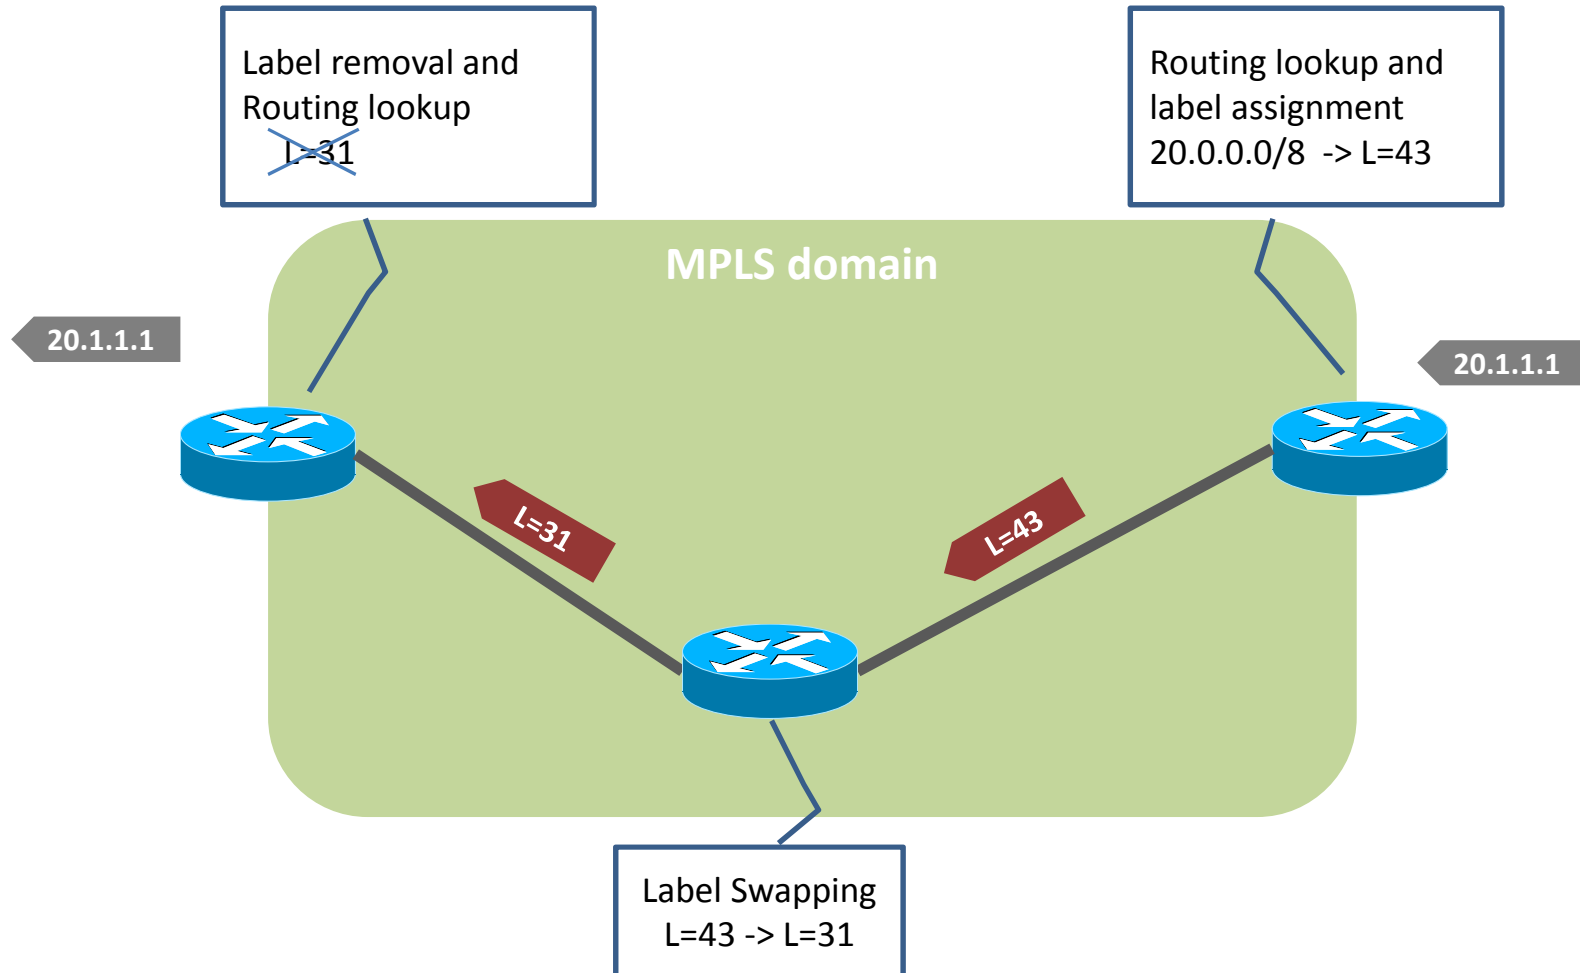 Label removal and
Routing lookup
L=31
Routing lookup and
label assignment
20.0.0.0/8  -> L=43
MPLS domain
20.1.1.1
20.1.1.1
L=31
L=43
Label Swapping
L=43 -> L=31